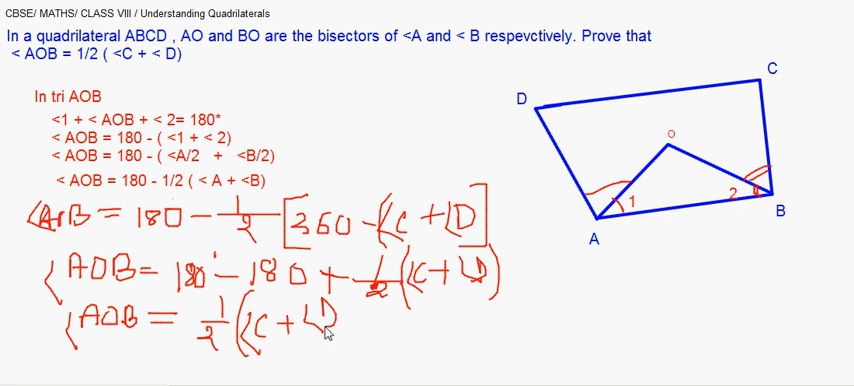 CBSE/ MATHS/ CLASS VIII / Understanding Quadrilaterals
In a quadrilateral ABCD , AO and BO are the bisectors of <A and < B respevctively. Prove that
< AOB = 1/2 ( <C + < D)
In tri AOB
<1 + < AOB + < 2= 180*
< AOB = 180 - ( <1 + < 2)
< AOB = 180 - ( <A/2 + <B/2)
< AOB = 180 - 1/2 ( < A + <B)
<AOB = 180 - 1/2 [360 - (<C + <D]
<AOB = 180° - 180 + 1/2 (<C + <D)
<AOB = 1/2 (<C + <D
D
C
O
1
2
A
B